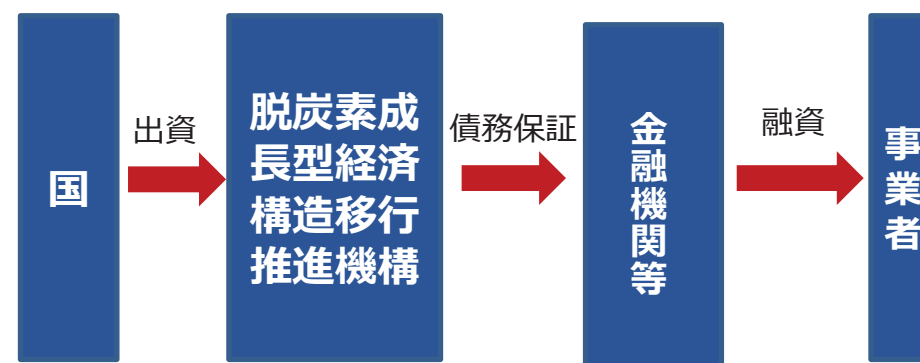 国
出資
脱炭素成
長型経済
構造移行
推進機構
債務保証
金融機関等
融資
事業者